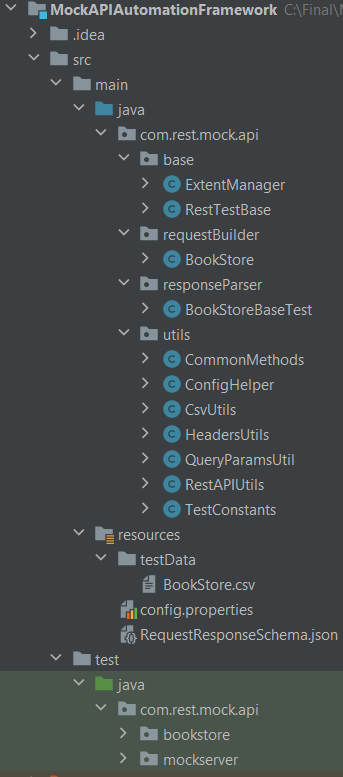 MockAPIAutomationFramework C:\Final\M
.idea
src
main
java
com.rest.mock.api
base
ExtentManager
RestTestBase
requestBuilder
BookStore
responseParser
BookStoreBaseTest
utils
CommonMethods
ConfigHelper
CsvUtils
HeadersUtils
QueryParamsUtil
RestAPIUtils
TestConstants
resources
testData
BookStore.csv
config.properties
RequestResponseSchema.json
test
java
com.rest.mock.api
bookstore
mockserver